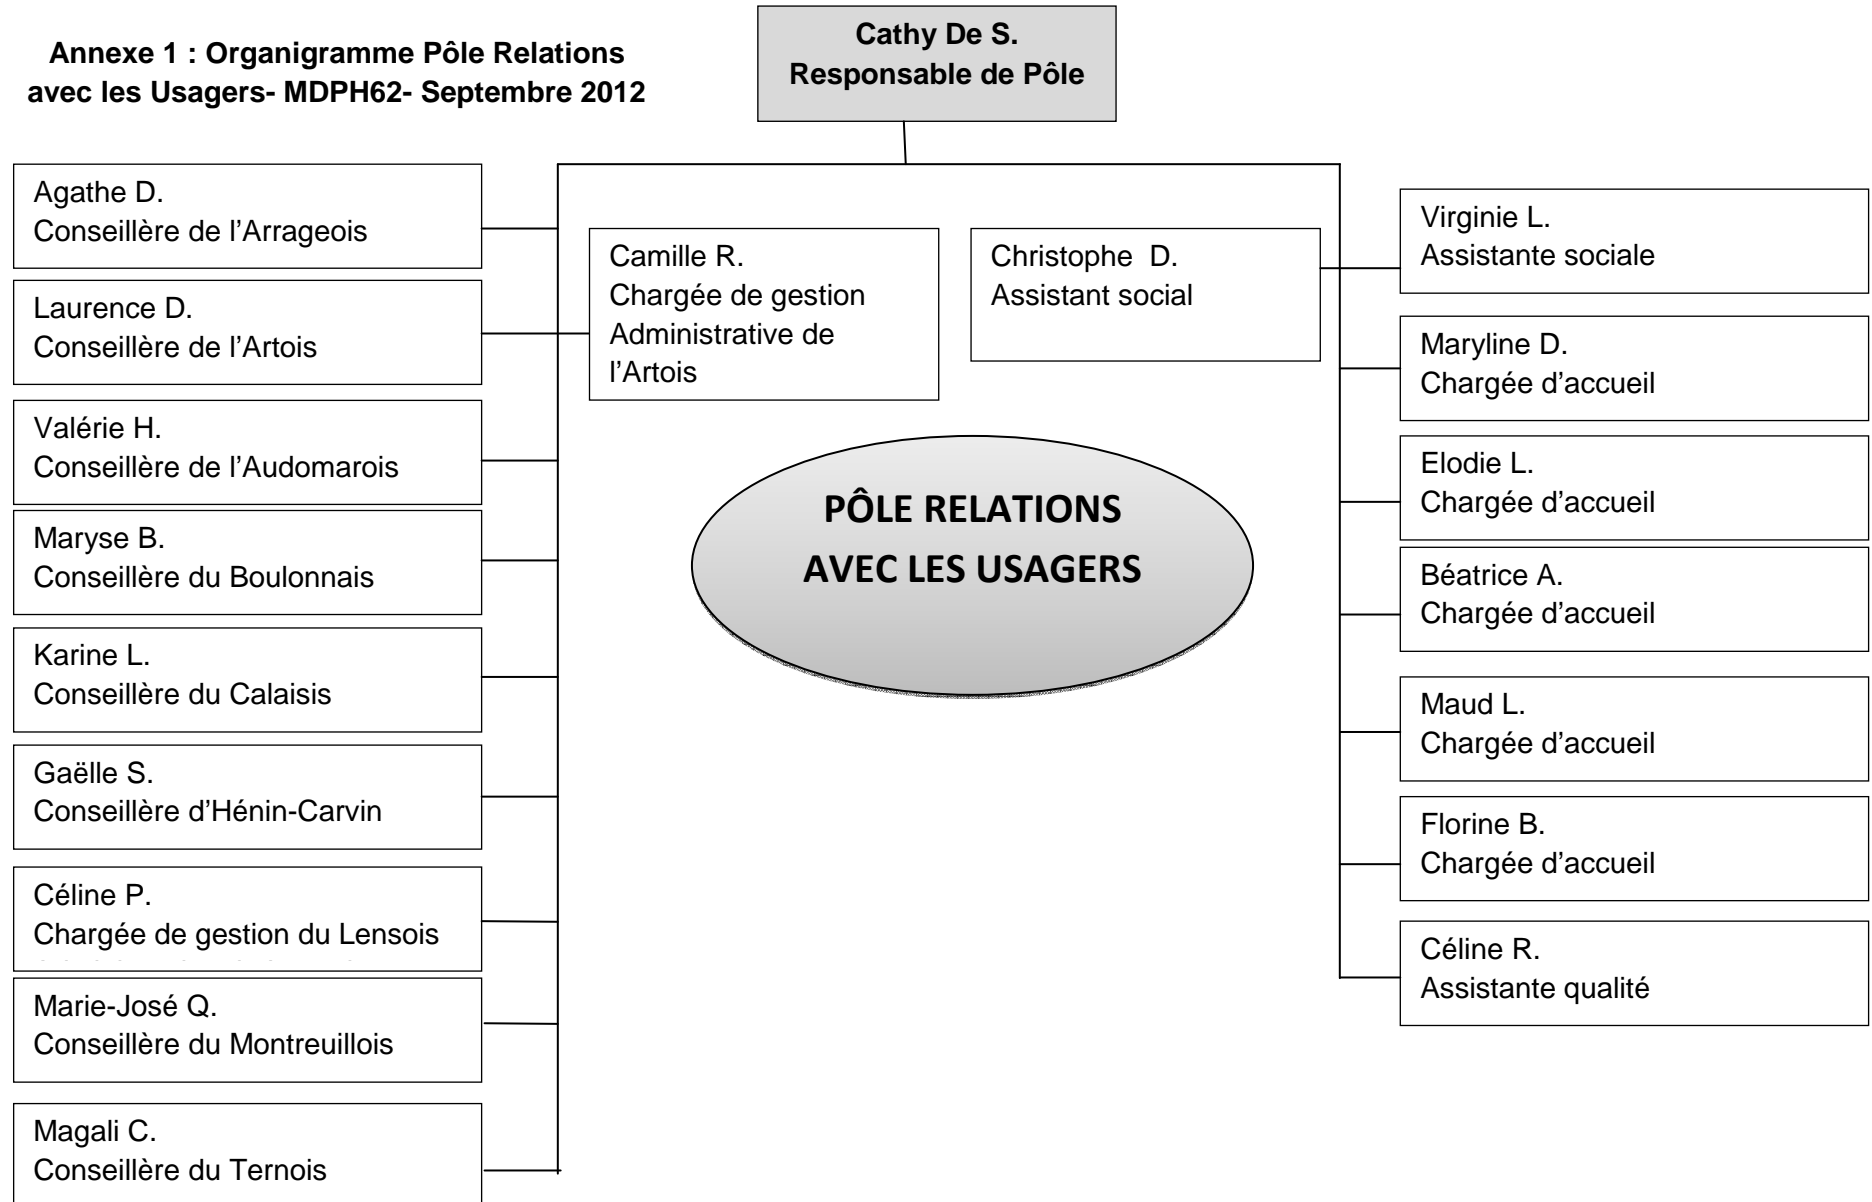 Annexe 1 : Organigramme Pôle Relations
avec les Usagers- MDPH62- Septembre 2012
Cathy De S.
Responsable de Pôle
Agathe D.
Conseillère de l’Arrageois
Laurence D.
Conseillère de l’Artois
Valérie H.
Conseillère de l’Audomarois
Maryse B.
Conseillère du Boulonnais
Karine L.
Conseillère du Calaisis
Gaëlle S.
Conseillère d’Hénin-Carvin
Céline P.
Chargée de gestion du Lensois
Marie-José Q.
Conseillère du Montreuillois
Magali C.
Conseillère du Ternois
Camille R.
Chargée de gestion
Administrative de
l’Artois
Christophe D.
Assistant social
PÔLE RELATIONS
AVEC LES USAGERS
Virginie L.
Assistante sociale
Maryline D.
Chargée d’accueil
Elodie L.
Chargée d’accueil
Béatrice A.
Chargée d’accueil
Maud L.
Chargée d’accueil
Florine B.
Chargée d’accueil
Céline R.
Assistante qualité